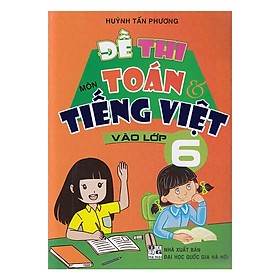 HUỲNH TẤN PHƯƠNG
ĐỀ THI
MÔN TOÁN &
TIẾNG VIỆT
VÀO LỚP 6
NHÀ XUẤT BẢN
ĐẠI HỌC QUỐC GIA HÀ NỘI